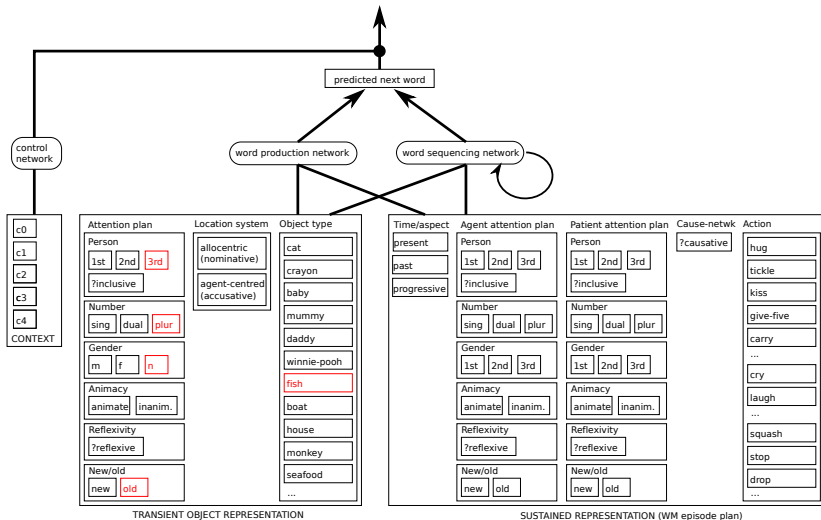 predicted next word
control
network
word production network
word sequencing network
c0
c1
c2
c3
c4
CONTEXT
Attention plan
Person
1st 2nd 3rd
?inclusive
Number
sing dual plur
Gender
m f n
Animacy
animate inanim.
Reflexivity
?reflexive
New/old
new old
Location system
allocentric
(nominative)
agent-centred
(accusative)
Object type
cat
crayon
baby
mummy
daddy
winnie-pooh
fish
boat
house
monkey
seafood
...
TRANSIENT OBJECT REPRESENTATION
Time/aspect
present
past
progressive
Agent attention plan
Person
1st 2nd 3rd
?inclusive
Number
sing dual plur
Gender
1st 2nd 3rd
Animacy
animate inanim.
Reflexivity
?reflexive
New/old
new old
Patient attention plan
Person
1st 2nd 3rd
?inclusive
Number
sing dual plur
Gender
1st 2nd 3rd
Animacy
animate inanim.
Reflexivity
?reflexive
New/old
new old
Cause-netwk
?causative
Action
hug
tickle
kiss
give-five
carry
...
cry
laugh
...
squash
stop
drop
...
SUSTAINED REPRESENTATION (WM episode plan)